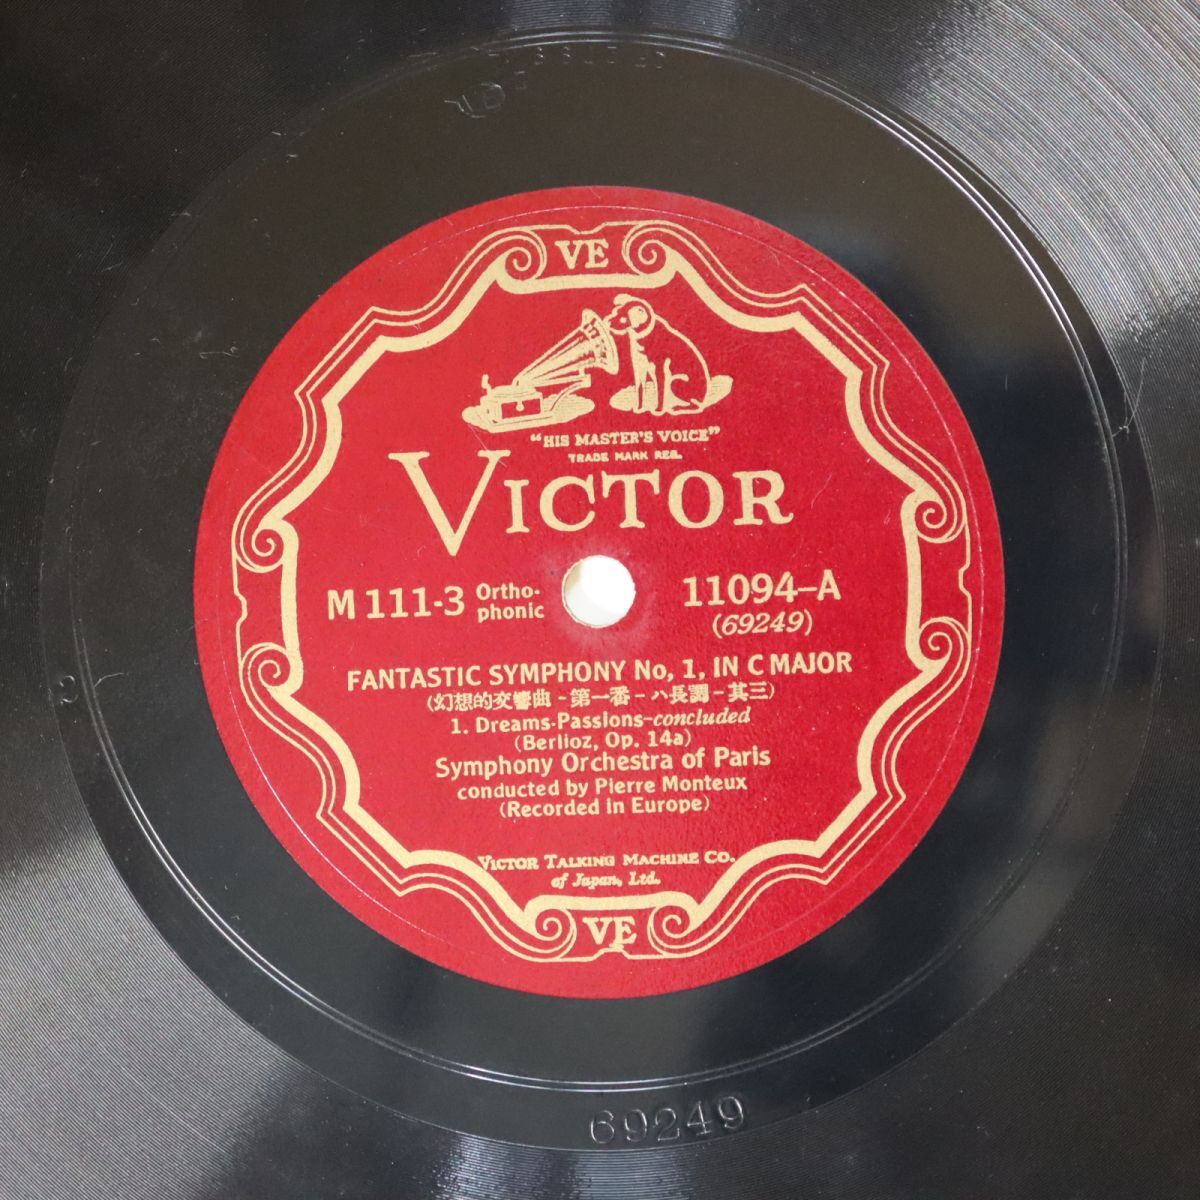 VE
"HIS MASTER'S VOICE"
TRADE MARK REG.
VICTOR
M 111-3 Ortho-
phonic
11094-A
(69249)
FANTASTIC SYMPHONY No, 1, IN C MAJOR
(幻想的交響曲-第一番-ハ長調-其三)
1. Dreams-Passions-concluded
(Berlioz, Op. 14a)
Symphony Orchestra of Paris
conducted by Pierre Monteux
(Recorded in Europe)
VICTOR TALKING MACHINE CO.
of Japan, Ltd.
VE
69249